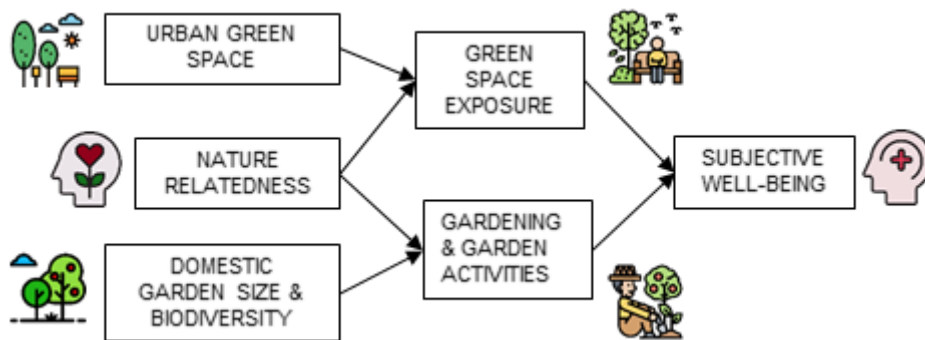 URBAN GREEN
SPACE
GREEN
SPACE
EXPOSURE
NATURE
RELATEDNESS
SUBJECTIVE
WELL-BEING
GARDENING
& GARDEN
ACTIVITIES
DOMESTIC
GARDEN SIZE &
BIODIVERSITY